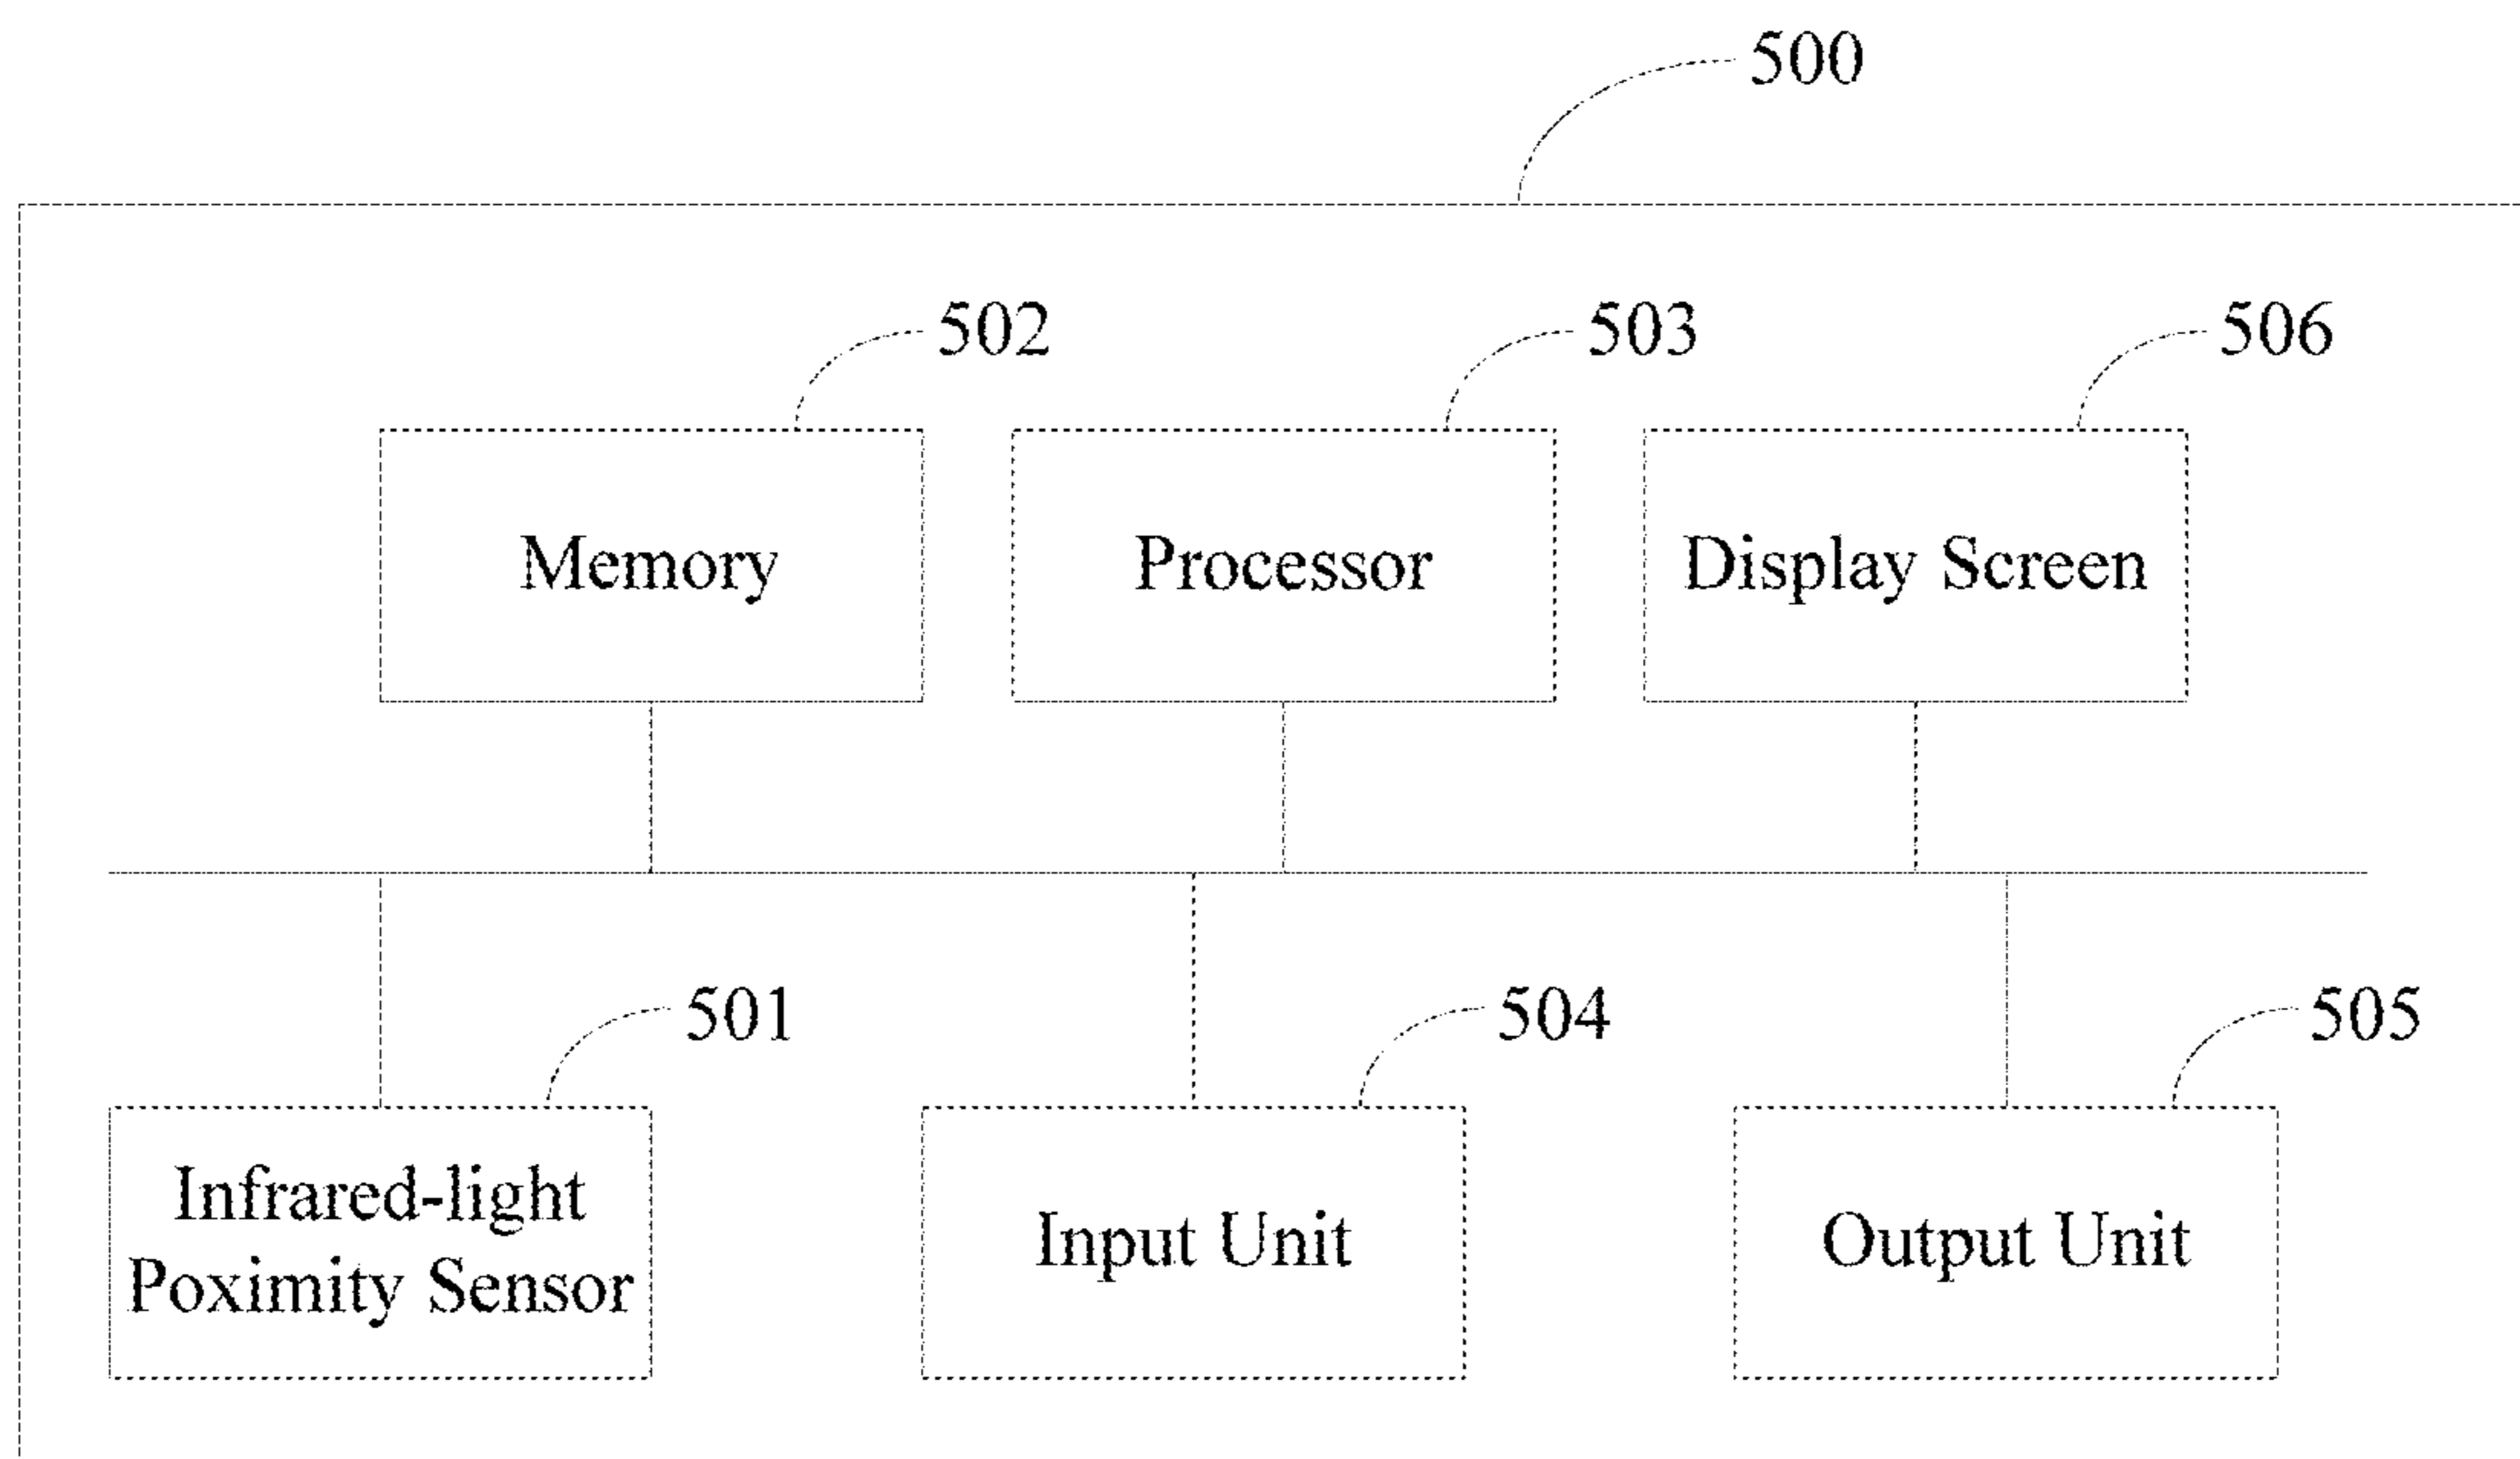 500
502
503
506
Memory
Processor
Display Screen
501
504
505
Infrared-light
Poximity Sensor
Input Unit
Output Unit